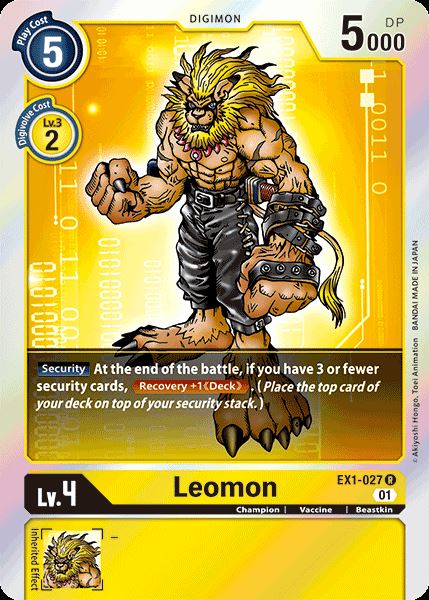 Play Cost
5
DIGIMON
DP
5000
Digivolve Cost
Lv.3
2
Security At the end of the battle, if you have 3 or fewer
security cards, Recovery +1《Deck》 . (Place the top card of
your deck on top of your security stack.)
©Akiyoshi Hongo, Toei Animation BANDAI MADE IN JAPAN
Lv.4
Leomon
EX1-027 R
01
Champion | Vaccine | Beastkin
Inherited Effect
–